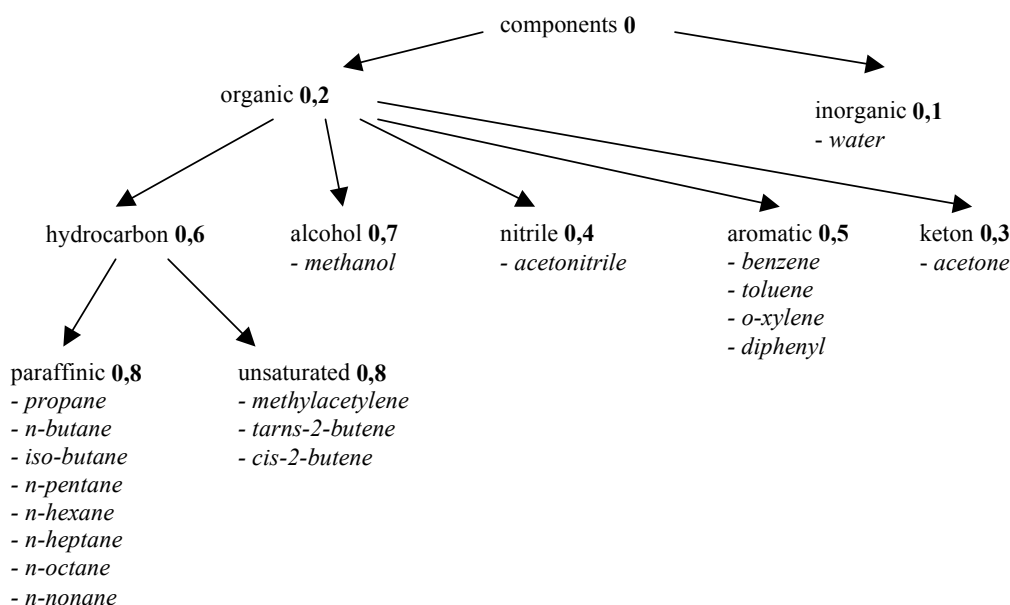 components 0
organic 0,2
inorganic 0,1
- water
hydrocarbon 0,6
alcohol 0,7
- methanol
nitrile 0,4
- acetonitrile
aromatic 0,5
- benzene
- toluene
- o-xylene
- diphenyl
keton 0,3
- acetone
paraffinic 0,8
- propane
- n-butane
- iso-butane
- n-pentane
- n-hexane
- n-heptane
- n-octane
- n-nonane
unsaturated 0,8
- methylacetylene
- tarns-2-butene
- cis-2-butene